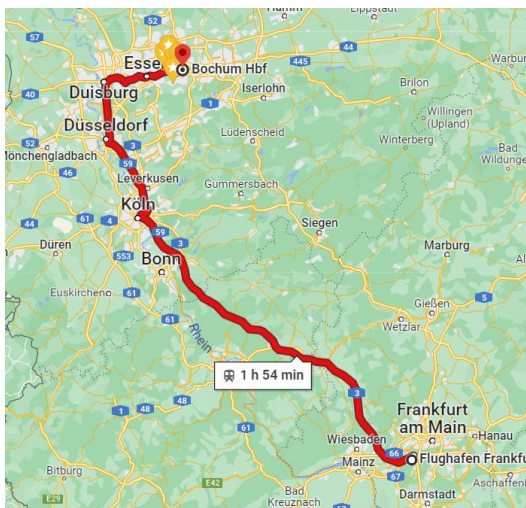 Lippstadt
52
57
44
Warbur
Esse
Bochum Hbf
445
40
Duisburg
1
Iserlohn
Brilon
Düsseldorf
Willingen
(Upland)
52
3
Lüdenscheid
Winterberg
Bad
Mönchengladbach
59
Wildunge
46
Leverkusen
Gummersbach
44
61
4
Köln
59
3
Siegen
Düren
553
Bonn
Marburg
Euskirchen
61
Gießen
5
61
Rhein
Wetzlar
1 h 54 min
3
1
48
48
61
Frankfurt
am Main
Wiesbaden
66
Hanau
Mainz
Flughafen Frankfu
67
Bitburg
Aschaffenb
E29
E42
Bad
Kreuznach
Darmstadt